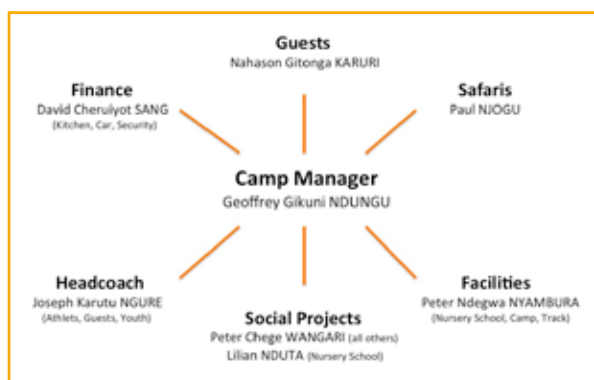 Guests
Nahason Gitonga KARURI
Finance
David Cheruiyot SANG
(Kitchen, Car, Security)
Safaris
Paul NJOGU
Camp Manager
Geoffrey Gikuni NDUNGU
Headcoach
Joseph Karutu NGURE
(Athlets, Guests, Youth)
Social Projects
Peter Chege WANGARI (all others)
Lilian NDUTA (Nursery School)
Facilities
Peter Ndegwa NYAMBURA
(Nursery School, Camp, Track)